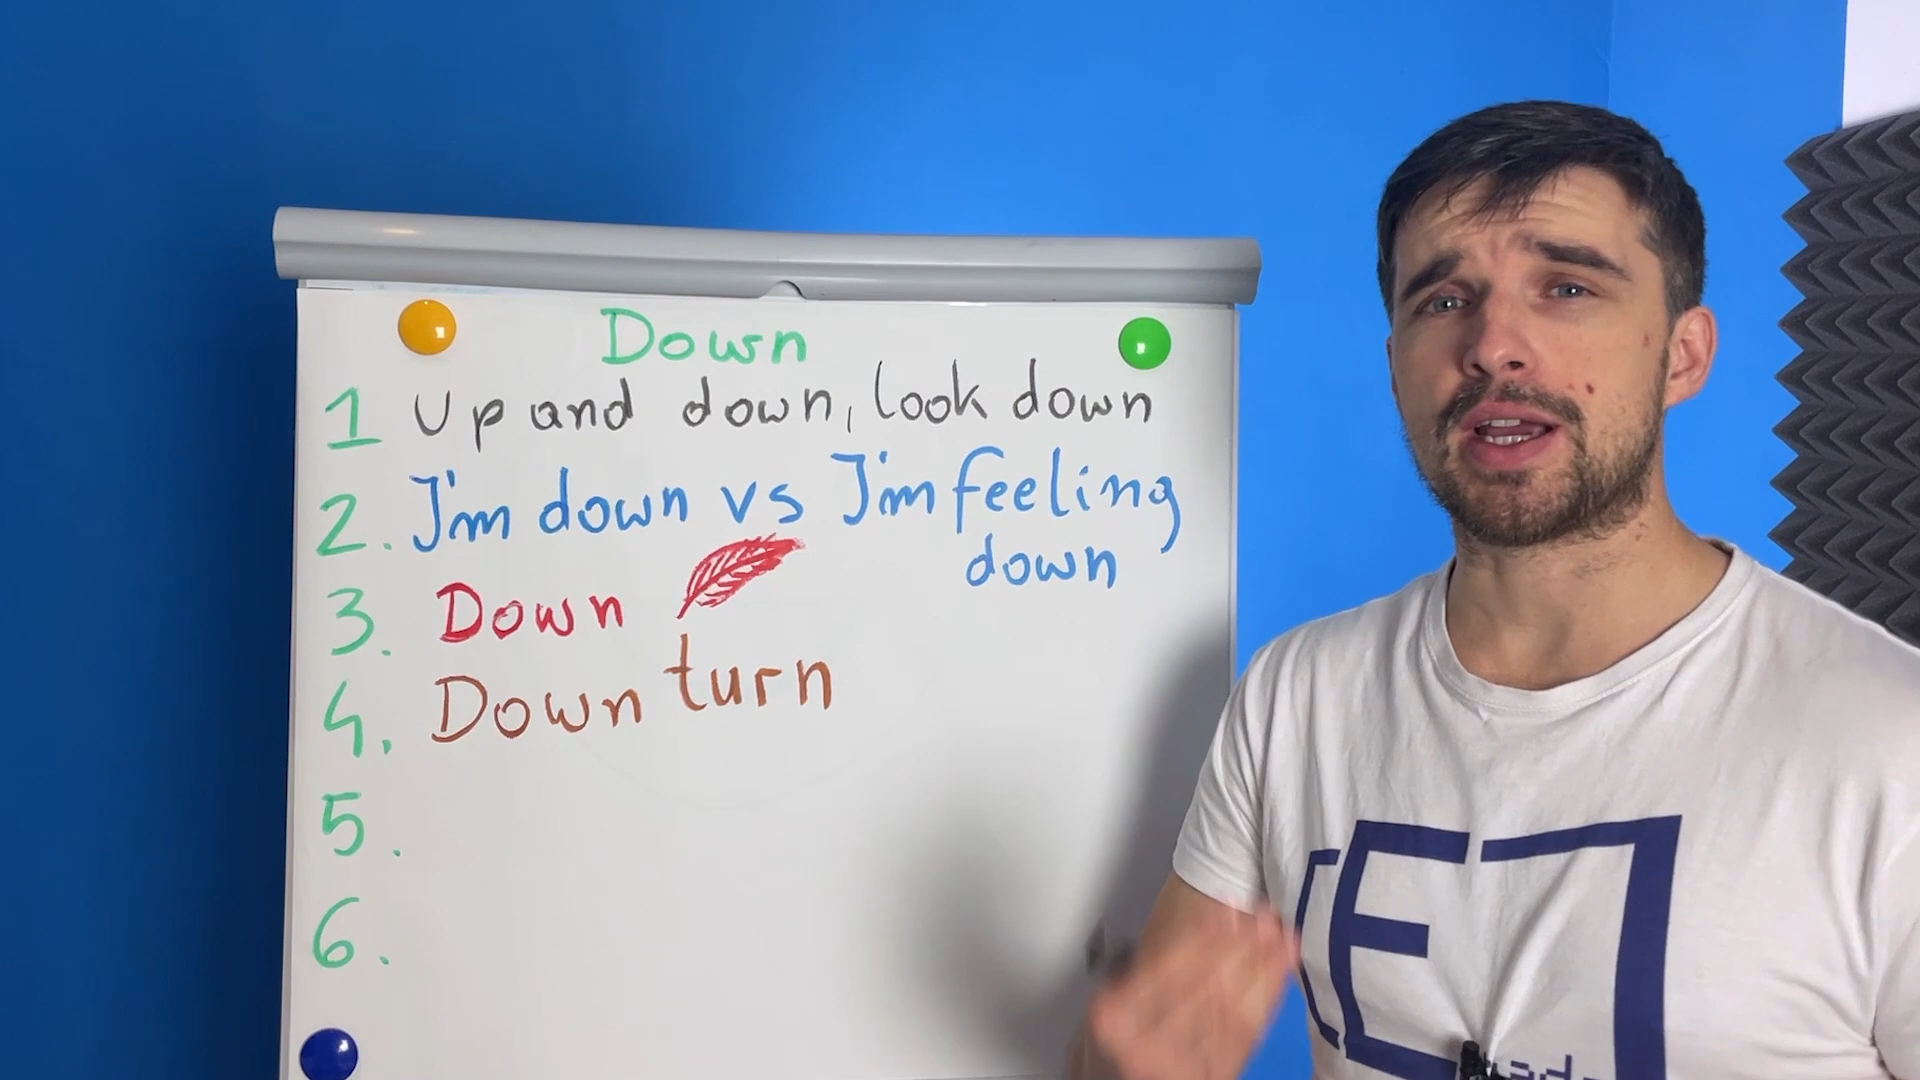 Down
1 Up and down, look down
2. I'm down vs I'm feeling
down
3. Down
4. Down turn
5.
6.